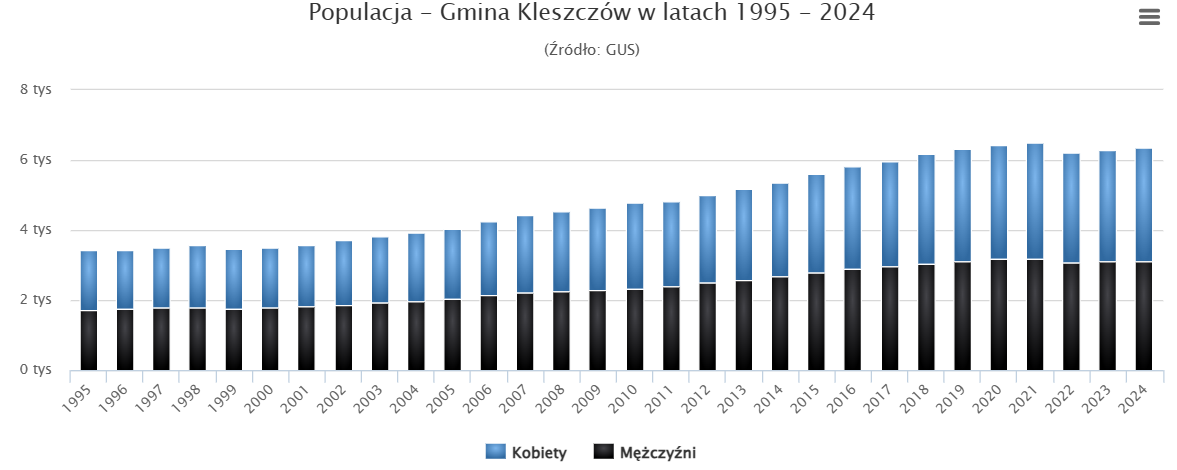 Populacja - Gmina Kleszczów w latach 1995 - 2024
(Źródło: GUS)
8 tys
6 tys
4 tys
2 tys
0 tys
1995 1996 1997 1998 1999 2000 2001 2002 2003 2004 2005 2006 2007 2008 2009 2010 2011 2012 2013 2014 2015 2016 2017 2018 2019 2020 2021 2022 2023 2024
Kobiety Mężczyźni